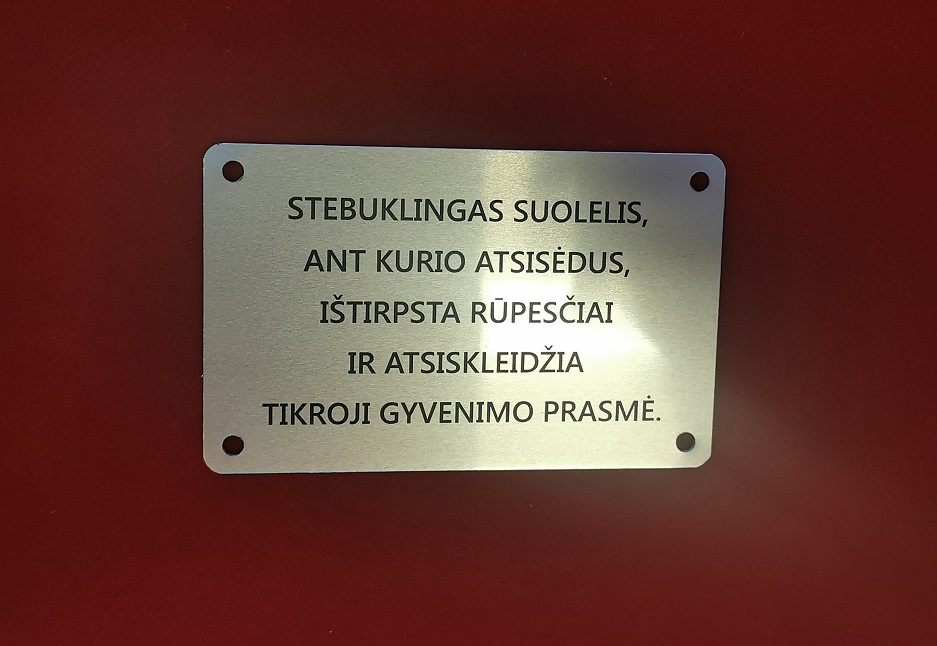 STEBUKLINGAS SUOLELIS,
ANT KURIO ATSISĖDUS,
IŠTIRPSTA RŪPESČIAI
IR ATSISKLEIDŽIA
TIKROJI GYVENIMO PRASMĖ.